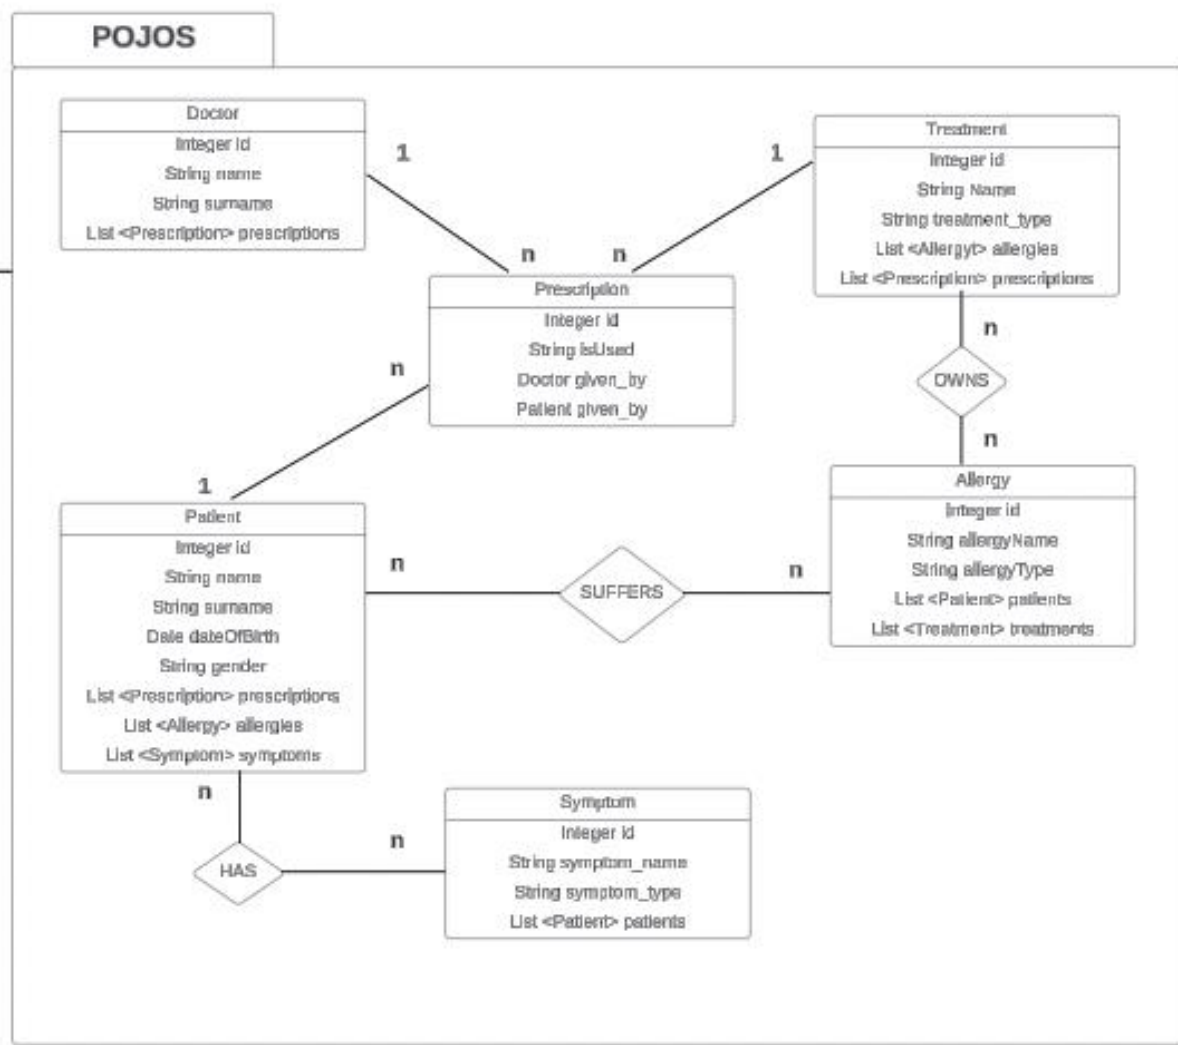 POJOS
Doctor
Integer id
String name
String surname
List <Prescription> prescriptions
1
n
Treatment
Integer id
String Name
String treatment_type
List <Allergyt> allergies
List <Prescription> prescriptions
1
n
Prescription
Integer id
String isUsed
Doctor given_by
Patient given_by
n
OWNS
n
n
1
Patient
Integer id
String name
String surname
Date dateOfBirth
String gender
List <Prescription> prescriptions
List <Allergy> allergies
List <Symptom> symptoms
n
SUFFERS
n
Allergy
Integer id
String allergyName
String allergyType
List <Patient> patients
List <Treatment> treatments
n
HAS
n
Symptom
Integer id
String symptom_name
String symptom_type
List <Patient> patients